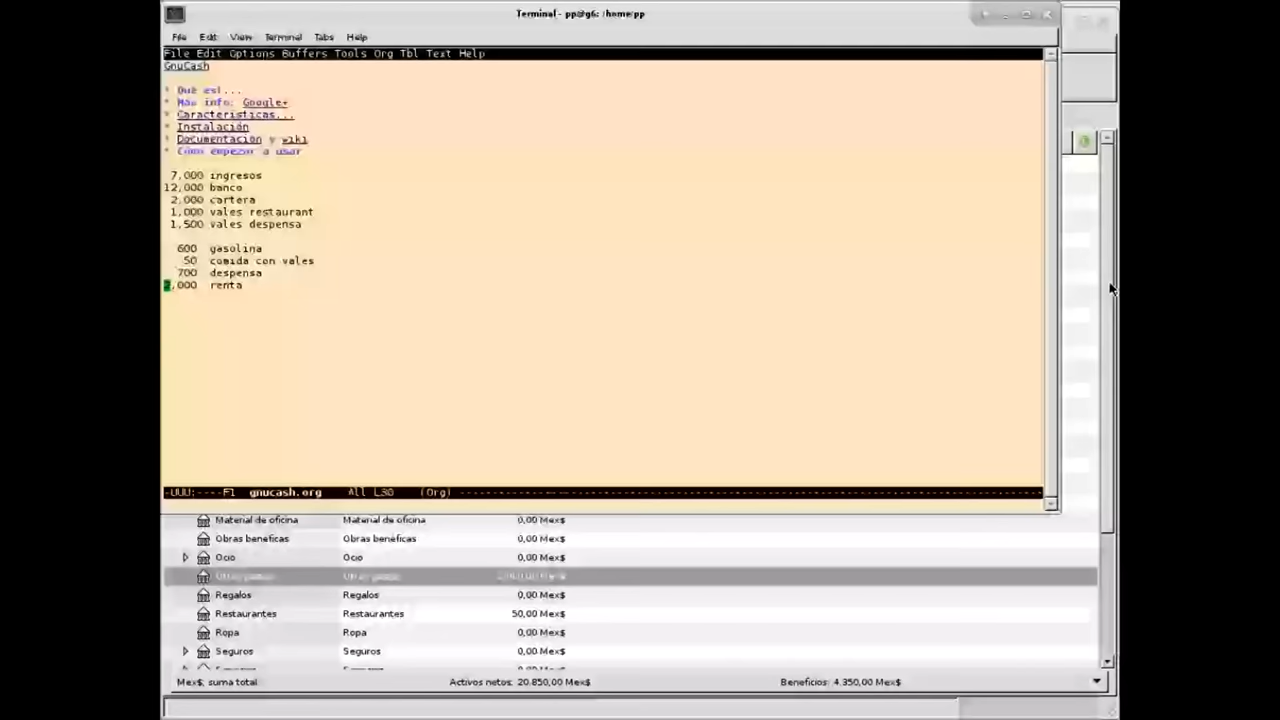 Terminal - pp@g6: /home/pp
File Edit View Terminal Tabs Help
File Edit Options Buffers Tools Org Tbl Text Help
GnuCash
* Qué es!...
* Más info: Google+
* Características...
* Instalación
* Documentación y wiki
* Cómo empezar a usar
7,000 ingresos
12,000 banco
2,000 cartera
1,000 vales restaurant
1,500 vales despensa
600 gasolina
50 comida con vales
700 despensa
,000 renta
-UUU:----F1 gnucash.org All L30 (Org)
Material de oficina Material de oficina 0,00 Mex$
Obras beneficas Obras beneficas 0,00 Mex$
Ocio Ocio 0,00 Mex$
Regalos Regalos 0,00 Mex$
Restaurantes Restaurantes 50,00 Mex$
Ropa Ropa 0,00 Mex$
Seguros Seguros 0,00 Mex$
Mex$, suma total: Activos netos: 20.850,00 Mex$ Beneficios: 4.350,00 Mex$